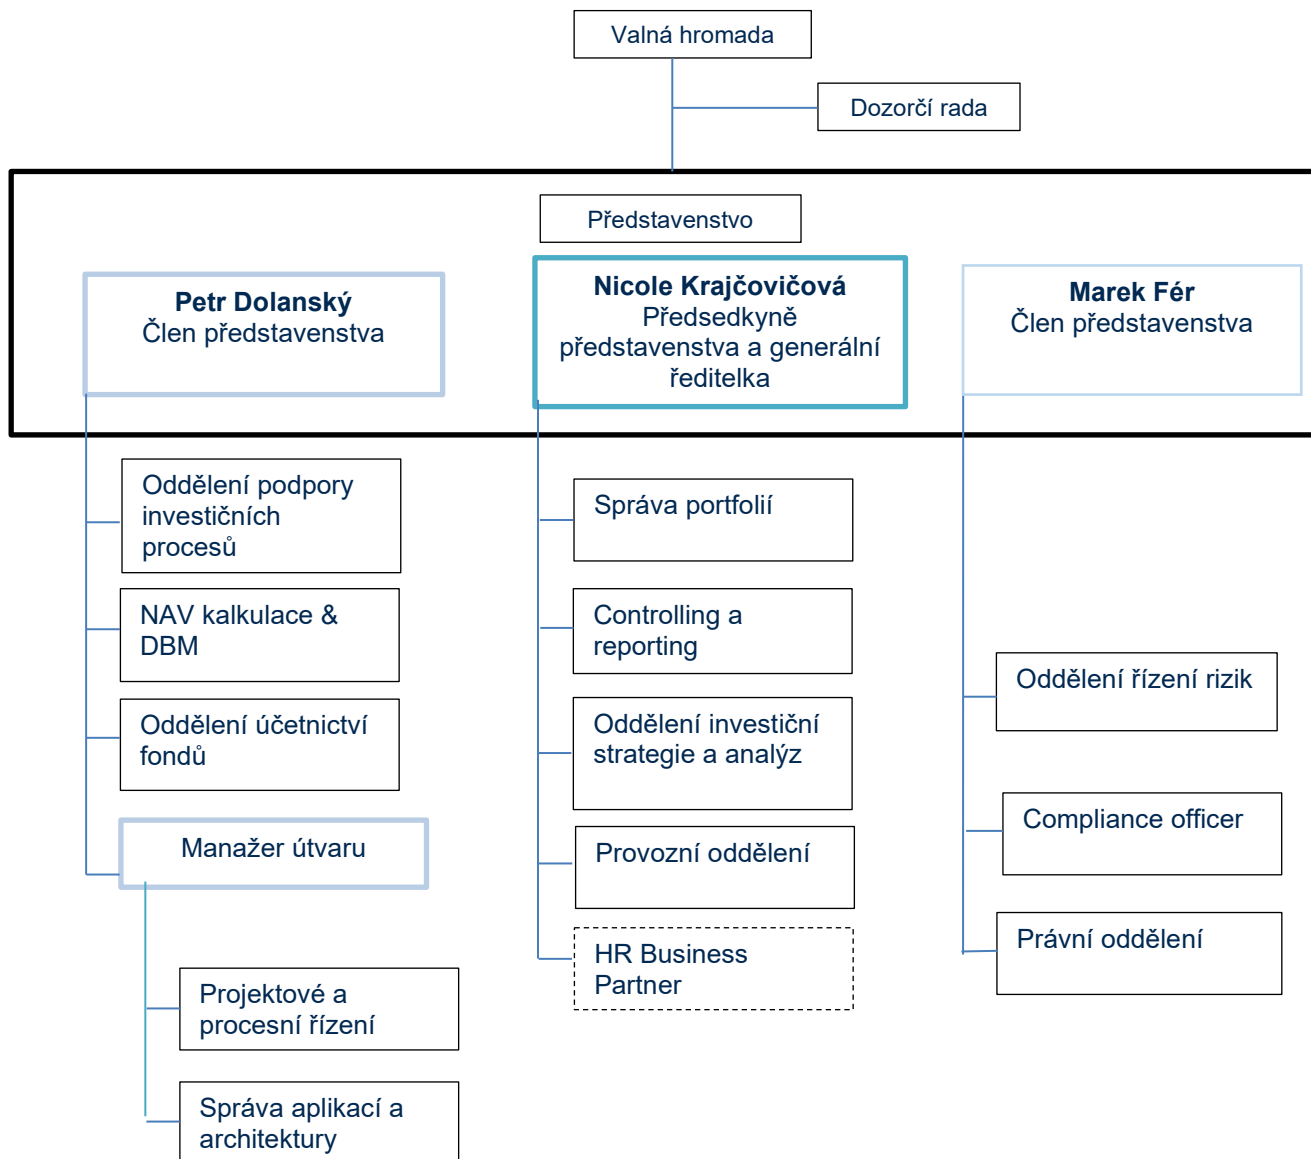 Valná hromada
Dozorčí rada
Představenstvo
Petr Dolanský
Člen představenstva
Nicole Krajčovičová
Předsedkyně
představenstva a generální
ředitelka
Marek Fér
Člen představenstva
Oddělení podpory
investičních
procesů
NAV kalkulace &
DBM
Oddělení účetnictví
fondů
Manažer útvaru
Projektové a
procesní řízení
Správa aplikací a
architektury
Správa portfolií
Controlling a
reporting
Oddělení investiční
strategie a analýz
Provozní oddělení
HR Business
Partner
Oddělení řízení rizik
Compliance officer
Právní oddělení